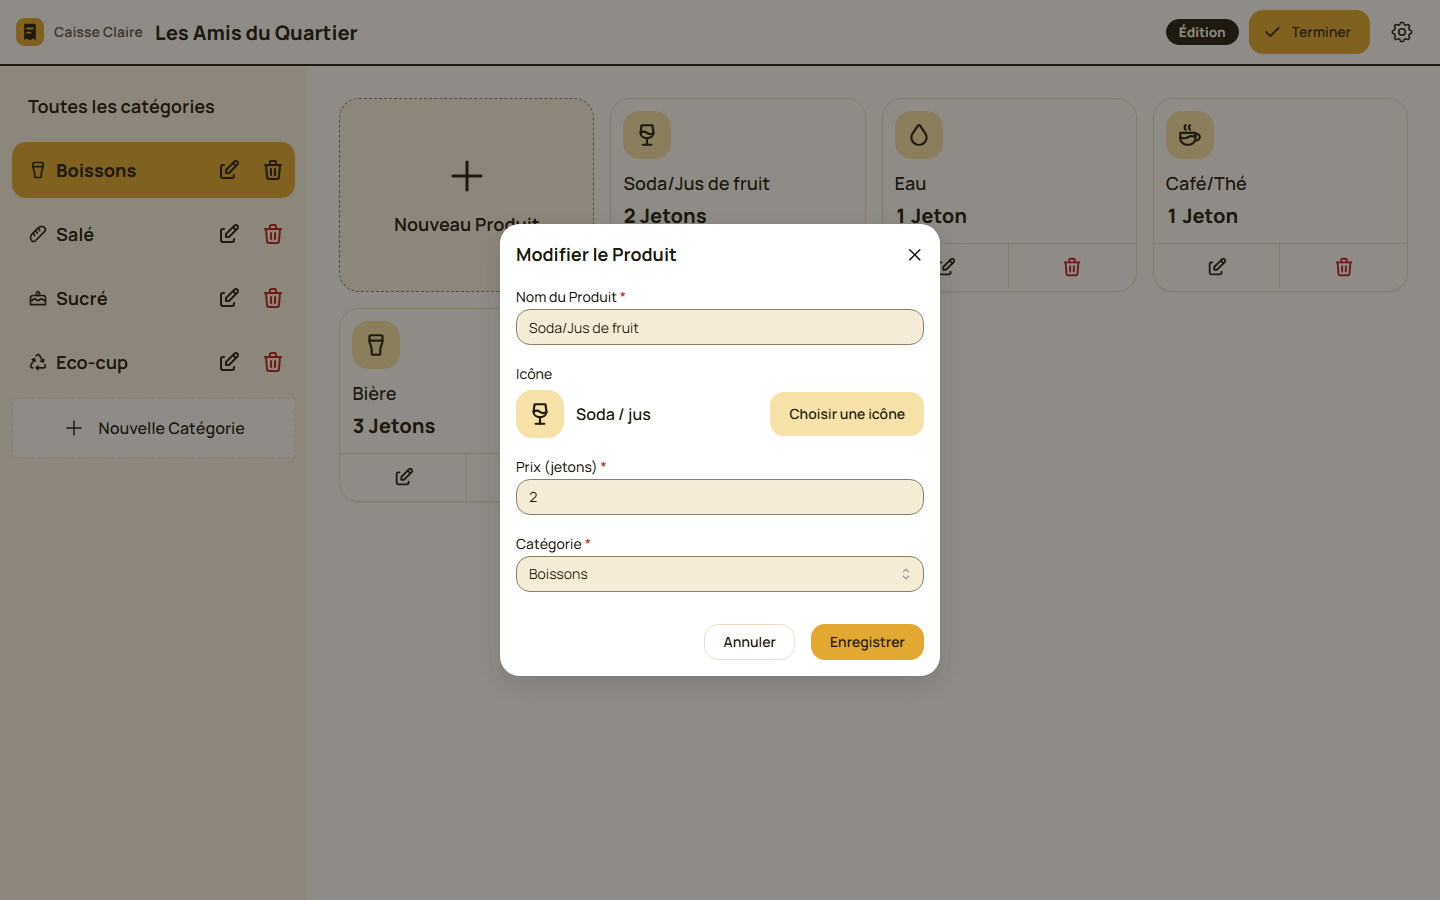 Caisse Claire Les Amis du Quartier
Édition
Terminer
Toutes les catégories
Boissons
Salé
Sucré
Eco-cup
Nouvelle Catégorie
Nouveau Produit
Soda/Jus de fruit
2 Jetons
Eau
1 Jeton
Café/Thé
1 Jeton
Bière
3 Jetons
Modifier le Produit
Nom du Produit *
Soda/Jus de fruit
Icône
Soda / jus
Choisir une icône
Prix (jetons) *
2
Catégorie *
Boissons
Annuler
Enregistrer